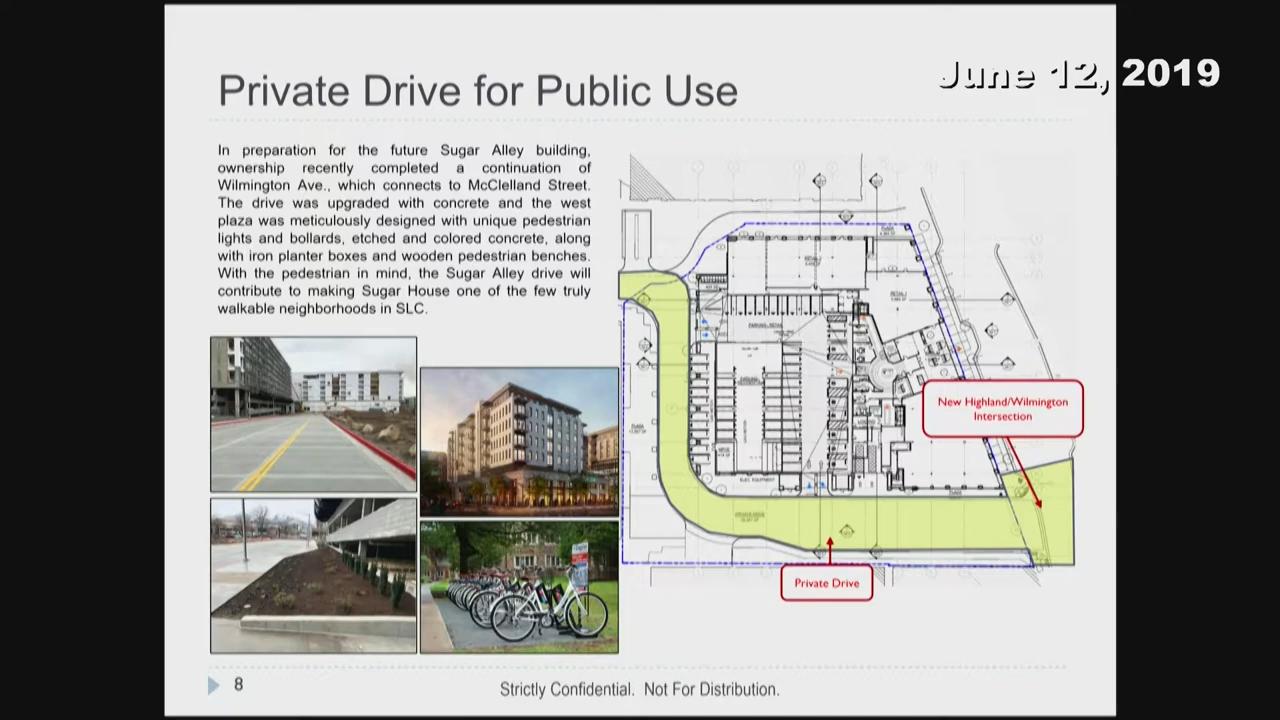 June 12, 2019
Private Drive for Public Use
In preparation for the future Sugar Alley building,
ownership recently completed a continuation of
Wilmington Ave., which connects to McClelland Street.
The drive was upgraded with concrete and the west
plaza was meticulously designed with unique pedestrian
lights and bollards, etched and colored concrete, along
with iron planter boxes and wooden pedestrian benches.
With the pedestrian in mind, the Sugar Alley drive will
contribute to making Sugar House one of the few truly
walkable neighborhoods in SLC.
New Highland/Wilmington
Intersection
Private Drive
8
Strictly Confidential. Not For Distribution.